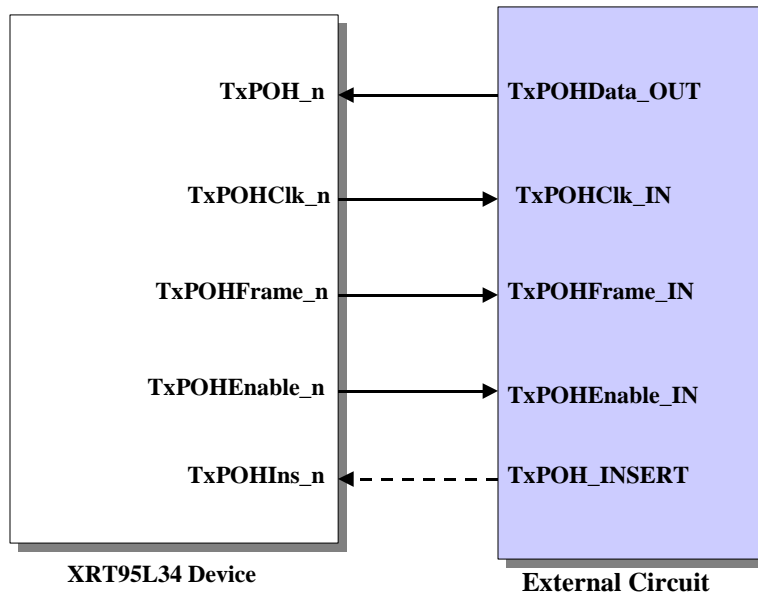 TxPOH_n TxPOHData_OUT
TxPOHClk_n TxPOHClk_IN
TxPOHFrame_n TxPOHFrame_IN
TxPOHEnable_n TxPOHEnable_IN
TxPOHIns_n TxPOH_INSERT
XRT95L34 Device
External Circuit